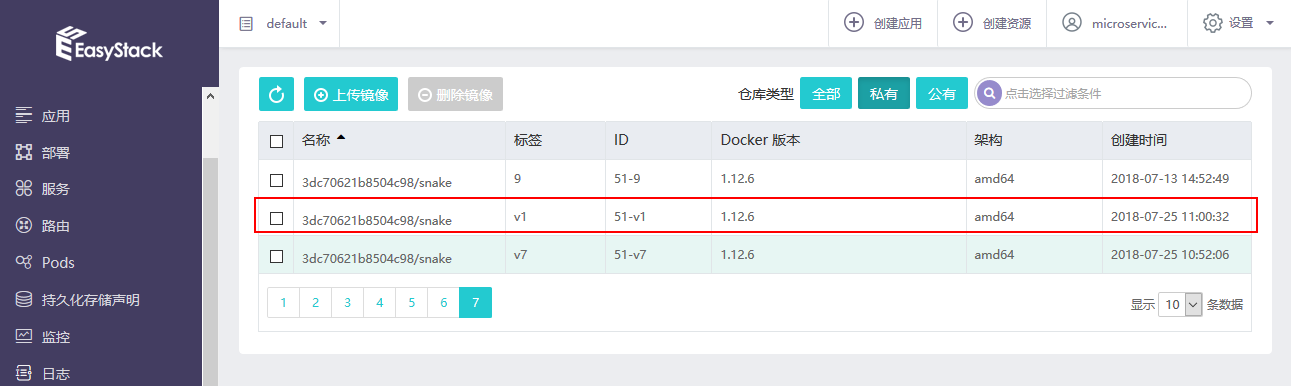 EasyStack
default
创建应用
创建资源
microservic...
设置
应用
部署
服务
路由
Pods
持久化存储声明
监控
日志
上传镜像
删除镜像
仓库类型
全部
私有
公有
点击选择过滤条件
名称 标签 ID Docker 版本 架构 创建时间
3dc70621b8504c98/snake 9 51-9 1.12.6 amd64 2018-07-13 14:52:49
3dc70621b8504c98/snake v1 51-v1 1.12.6 amd64 2018-07-25 11:00:32
3dc70621b8504c98/snake v7 51-v7 1.12.6 amd64 2018-07-25 10:52:06
1 2 3 4 5 6 7
显示 10 条数据